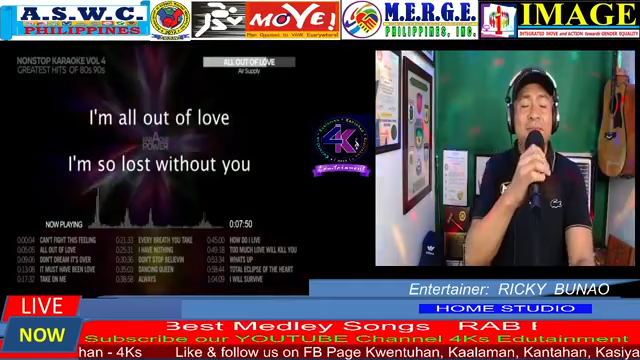 A.S.W.C.
PHILIPPINES
MOVE!
Men Opposed to VAW Everywhere!
M.E.R.G.E.
PHILIPPINES, INC.
IMAGE
INTEGRATED MOVE and ACTION towards GENDER EQUALITY
NONSTOP KARAOKE VOL 4
GREATEST HITS OF 80s 90s
ALL OUT OF LOVE
Air Supply
I'm all out of love
KARAOKE
POWER
I'm so lost without you
4K
Edutainment
NOW PLAYING
0:07:50
0:00:04 CAN'T FIGHT THIS FEELING
0:05:05 ALL OUT OF LOVE
0:09:06 DON'T DREAM IT'S OVER
0:13:06 IT MUST HAVE BEEN LOVE
0:17:32 TAKE ON ME
0:21:33 EVERY BREATH YOU TAKE
0:25:31 I HAVE NOTHING
0:30:36 DON'T STOP BELIEVIN
0:35:01 DANCING QUEEN
0:38:58 ALWAYS
0:45:00 HOW DO I LIVE
0:49:18 TOO MUCH LOVE WILL KILL YOU
0:53:34 WHATS UP
0:58:44 TOTAL ECLIPSE OF THE HEART
1:04:09 I WILL SURVIVE
Entertainer: RICKY BUNAO
HOME STUDIO
LIVE
NOW
Best Medley Songs RAB
Subscribe our YOUTUBE Channel 4Ks Edutainment
han - 4Ks Like & follow us on FB Page Kwentuhan, Kaalaman, Kantahan, Kasiy